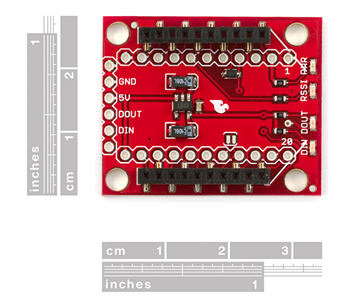 1
inches
2
1
cm
GND
5V
DOUT
DIN
1
20
PWR
RSSI
DOUT
DIN
cm 1 2 3
inches 1